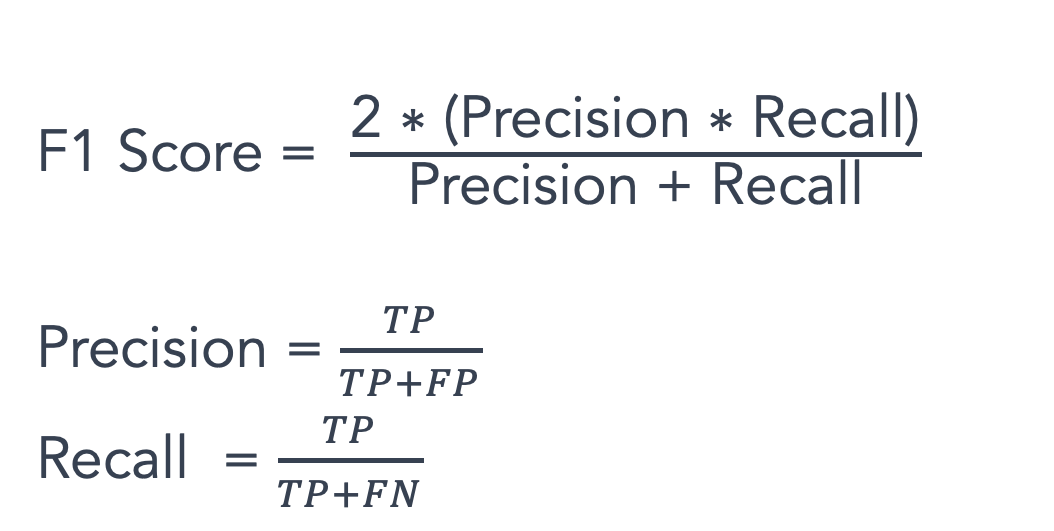 F1 Score = 2 * (Precision * Recall) / Precision + Recall
Precision = TP / TP+FP
Recall = TP / TP+FN